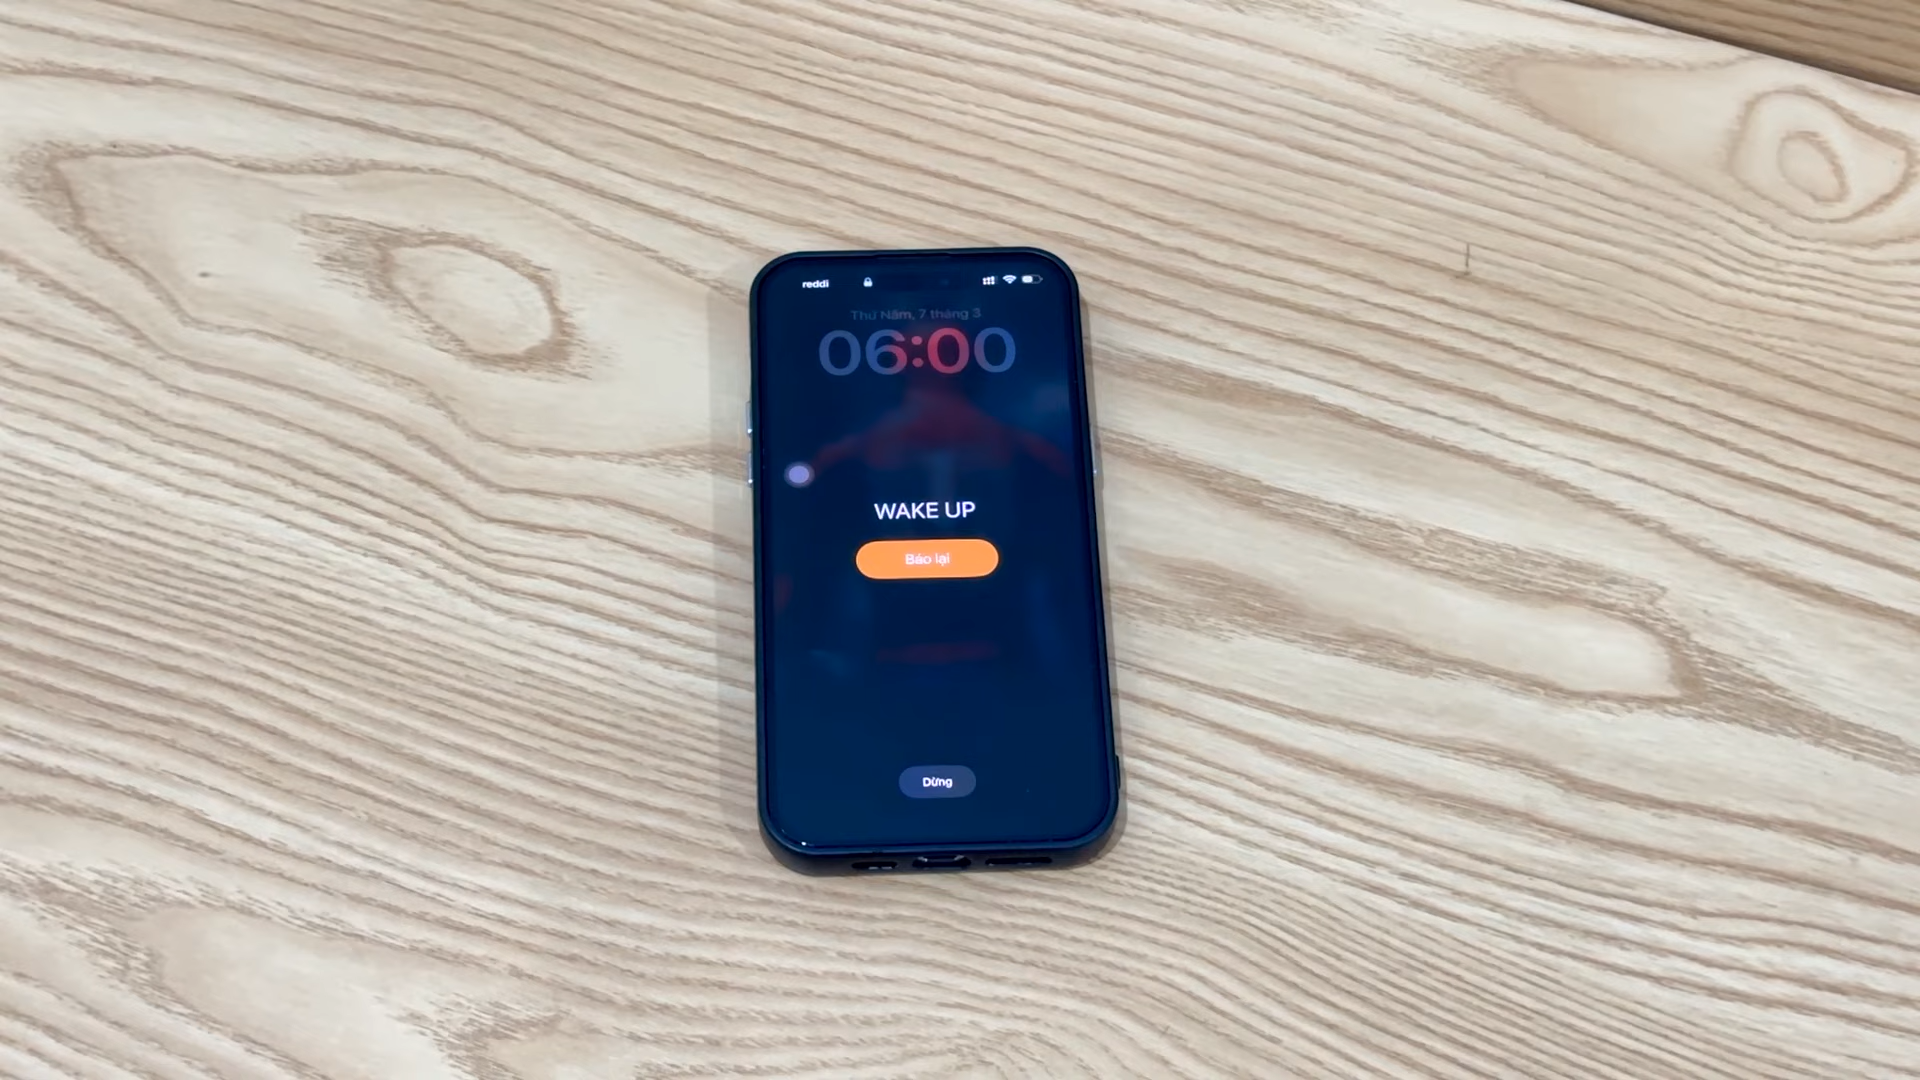 reddi
Thứ Năm, 7 tháng 3
06:00
WAKE UP
Báo lại
Dừng